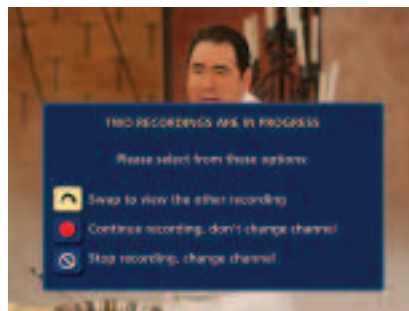 TWO RECORDINGS ARE IN PROGRESS
Please select from these options:
Swap to view the other recording
Continue recording, don't change channel
Stop recording, change channel